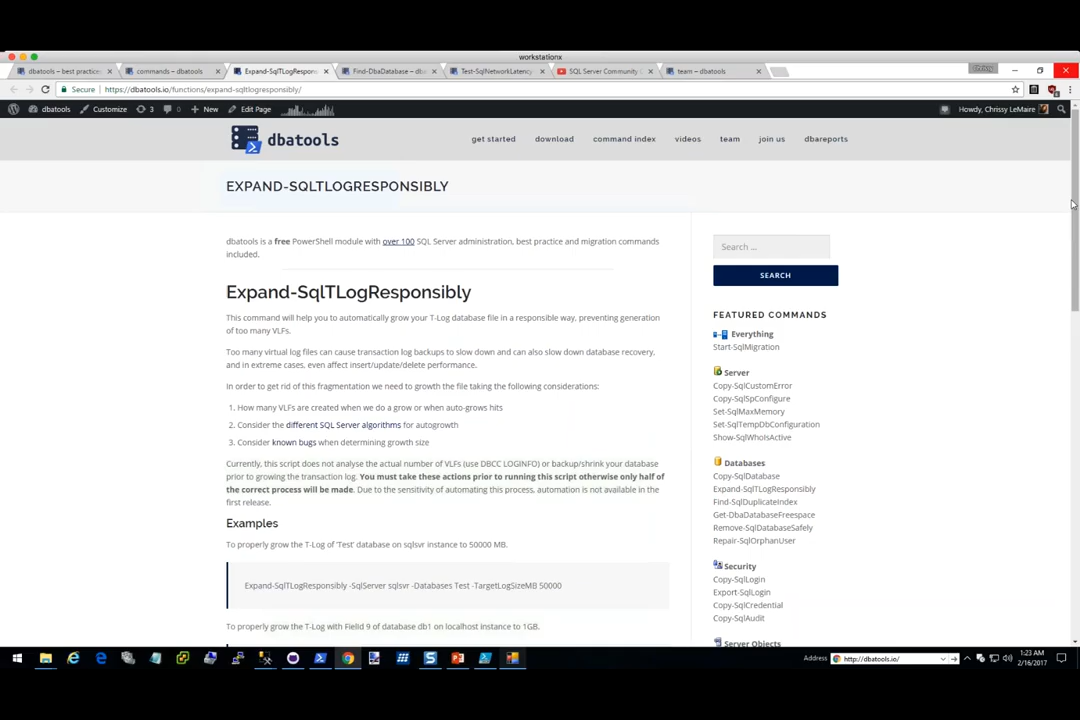 workstationx
dbatools – best practice
commands – dbatools
Expand-SqlTLogRespons
Find-DbaDatabase – dba
Test-SqlNetworkLatency
SQL Server Community C
team – dbatools
Chrissy
Secure
https://dbatools.io/functions/expand-sqltlogresponsibly/
dbatools
Customize
3
0
New
Edit Page
Howdy, Chrissy LeMaire
dbatools
get started
download
command index
videos
team
join us
dbareports
EXPAND-SQLTLOGRESPONSIBLY
dbatools is a free PowerShell module with over 100 SQL Server administration, best practice and migration commands
included.
Expand-SqlTLogResponsibly
This command will help you to automatically grow your T-Log database file in a responsible way, preventing generation
of too many VLFs.
Too many virtual log files can cause transaction log backups to slow down and can also slow down database recovery,
and in extreme cases, even affect insert/update/delete performance.
In order to get rid of this fragmentation we need to growth the file taking the following considerations:
1. How many VLFs are created when we do a grow or when auto-grows hits
2. Consider the different SQL Server algorithms for autogrowth
3. Consider known bugs when determining growth size
Currently, this script does not analyse the actual number of VLFs (use DBCC LOGINFO) or backup/shrink your database
prior to growing the transaction log. You must take these actions prior to running this script otherwise only half of
the correct process will be made. Due to the sensitivity of automating this process, automation is not available in the
first release.
Examples
To properly grow the T-Log of 'Test' database on sqlsvr instance to 50000 MB.
Expand-SqlTLogResponsibly -SqlServer sqlsvr -Databases Test -TargetLogSizeMB 50000
To properly grow the T-Log with FieldId 9 of database db1 on localhost instance to 1GB.
Search ...
SEARCH
FEATURED COMMANDS
Everything
Start-SqlMigration
Server
Copy-SqlCustomError
Copy-SqlSpConfigure
Set-SqlMaxMemory
Set-SqlTempDbConfiguration
Show-SqlWhoIsActive
Databases
Copy-SqlDatabase
Expand-SqlTLogResponsibly
Find-SqlDuplicateIndex
Get-DbaDatabaseFreespace
Remove-SqlDatabaseSafely
Repair-SqlOrphanUser
Security
Copy-SqlLogin
Export-SqlLogin
Copy-SqlCredential
Copy-SqlAudit
Server Objects
Address
http://dbatools.io/
1:23 AM
2/16/2017